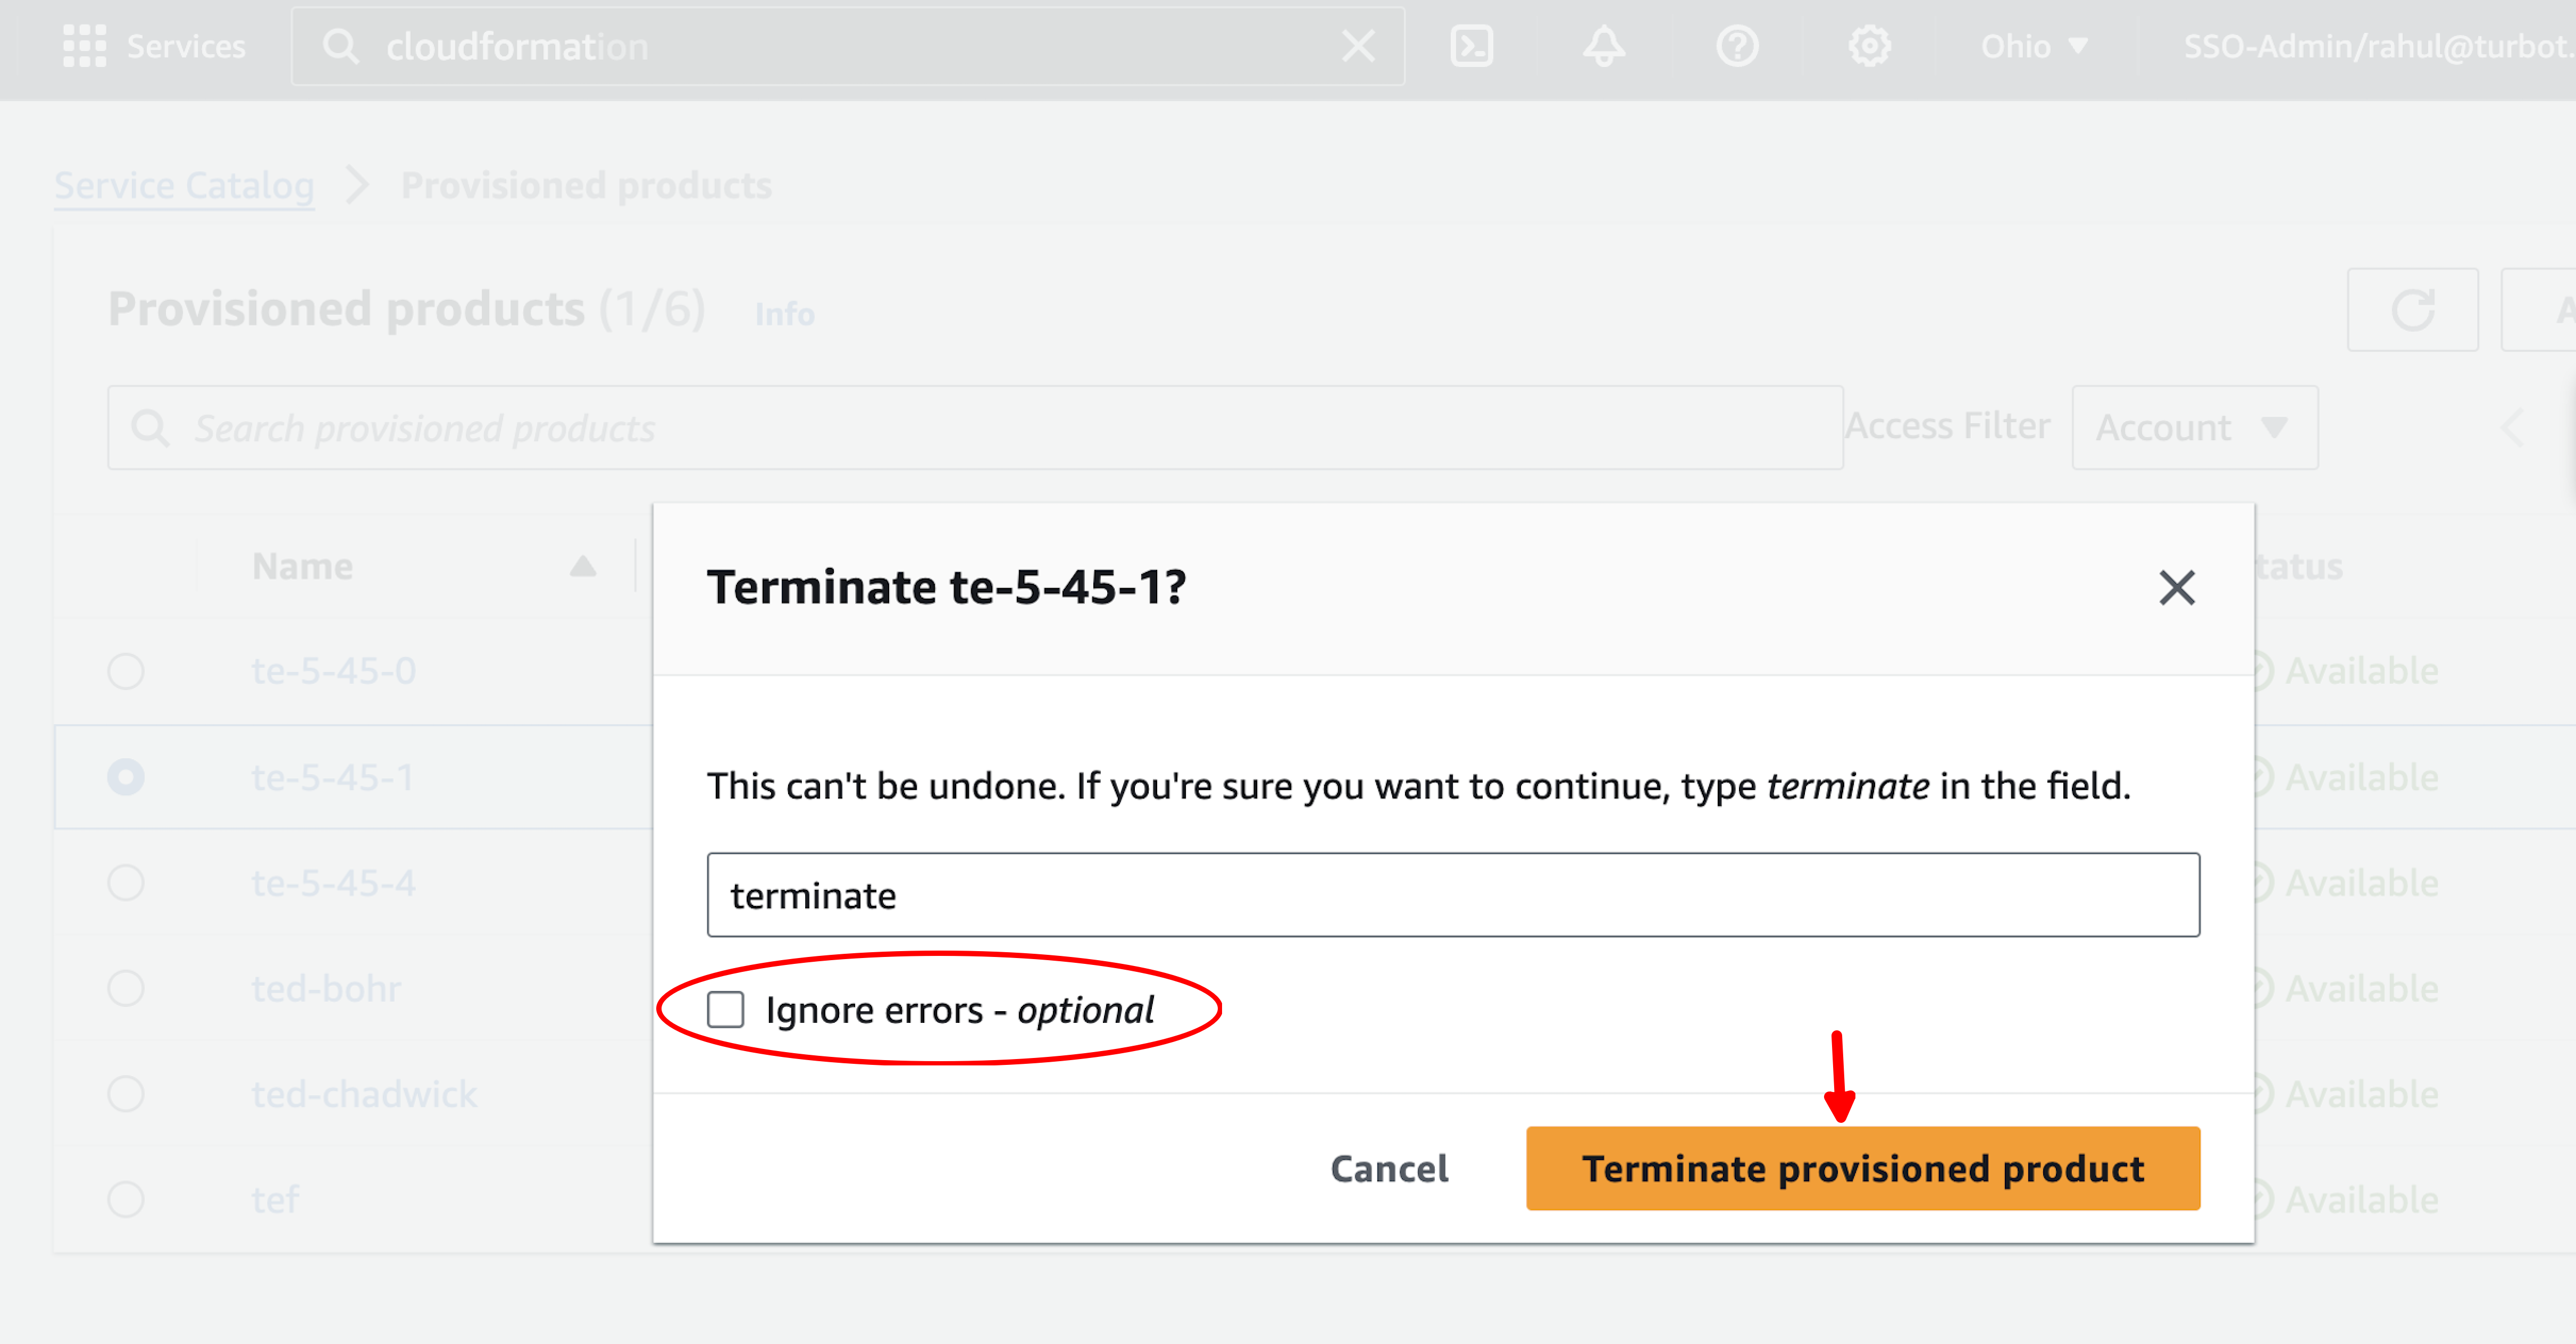 Services cloudformation Ohio SSO-Admin/rahul@turbot.
Service Catalog Provisioned products
Provisioned products (1/6) Info
Search provisioned products Access Filter Account
Name tatus
te-5-45-0 Available
te-5-45-1 Available
te-5-45-4 Available
ted-bohr Available
ted-chadwick Available
tef Available
Terminate te-5-45-1?
This can't be undone. If you're sure you want to continue, type terminate in the field.
terminate
Ignore errors - optional
Cancel Terminate provisioned product